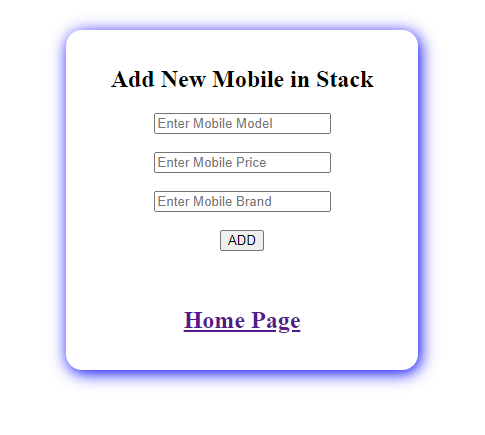 Add New Mobile in Stack
Enter Mobile Model
Enter Mobile Price
Enter Mobile Brand
ADD
Home Page